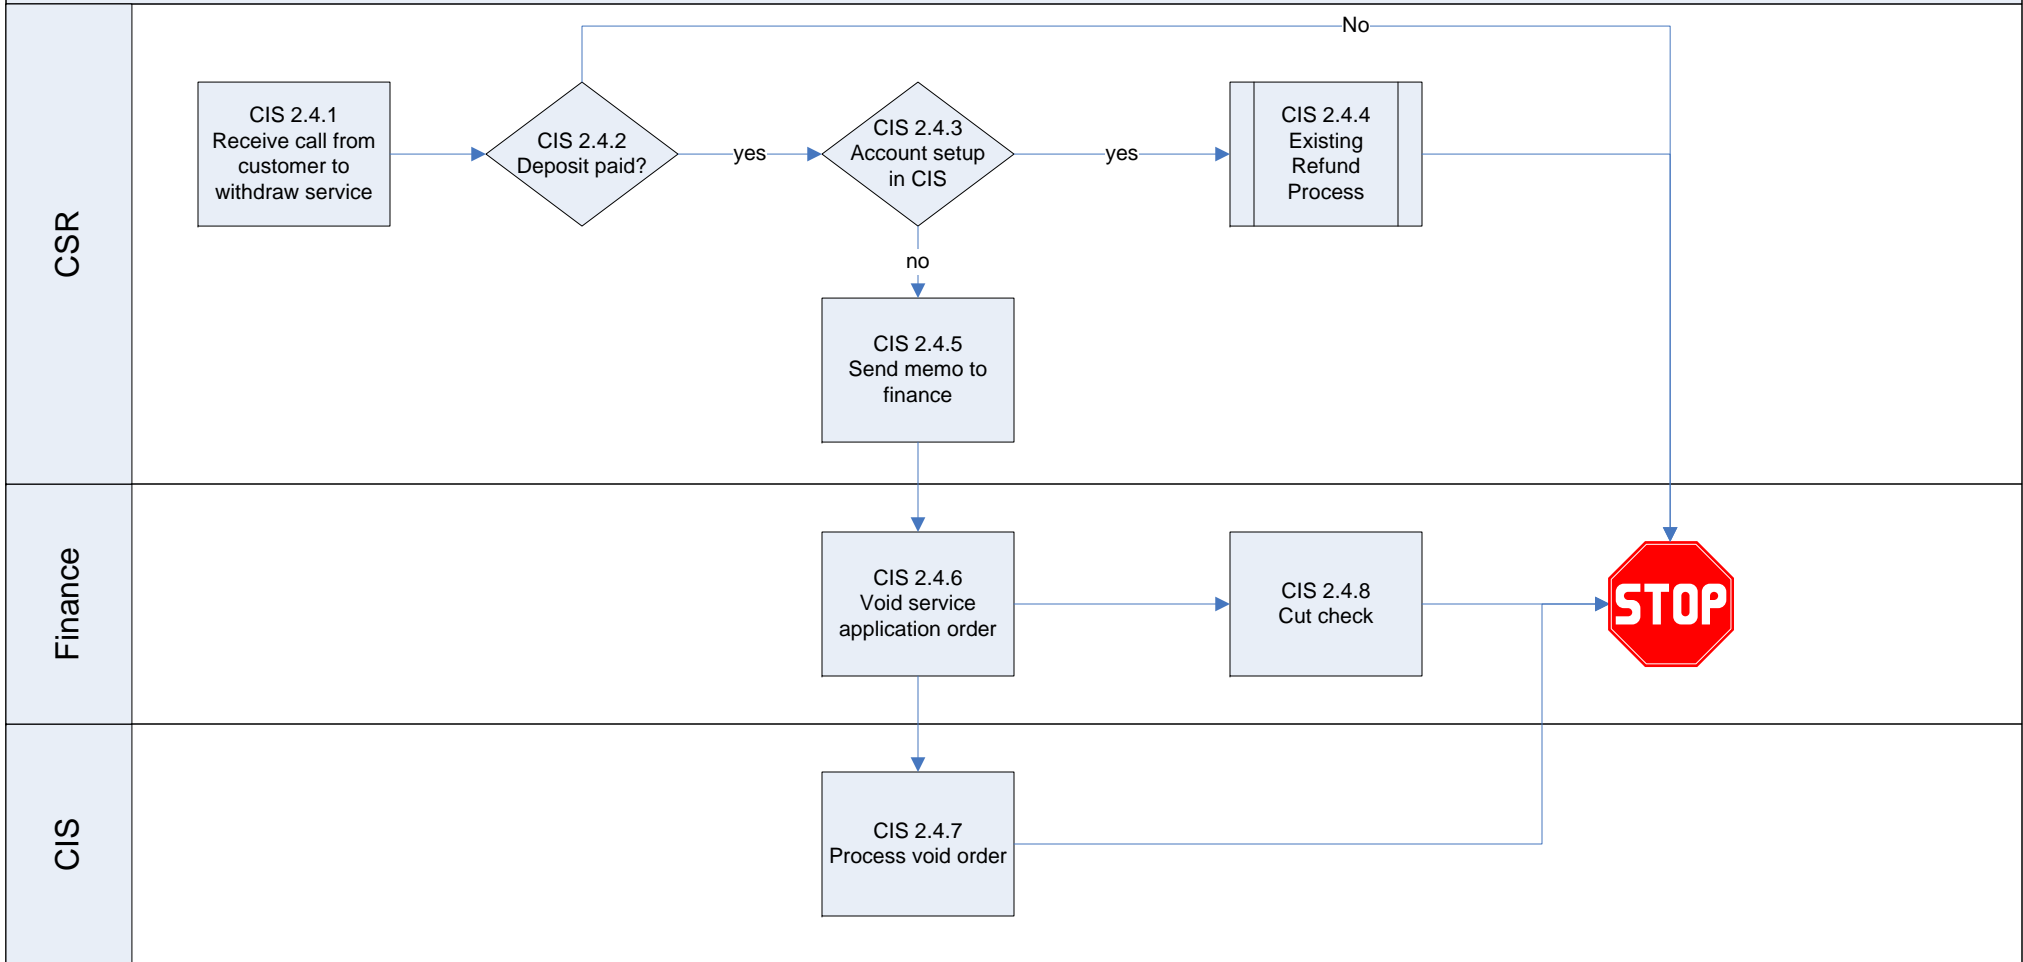 No
CSR
CIS 2.4.1
Receive call from
customer to
withdraw service
CIS 2.4.2
Deposit paid?
yes
CIS 2.4.3
Account setup
in CIS
yes
CIS 2.4.4
Existing
Refund
Process
no
CIS 2.4.5
Send memo to
finance
Finance
CIS 2.4.6
Void service
application order
CIS 2.4.8
Cut check
STOP
CIS
CIS 2.4.7
Process void order